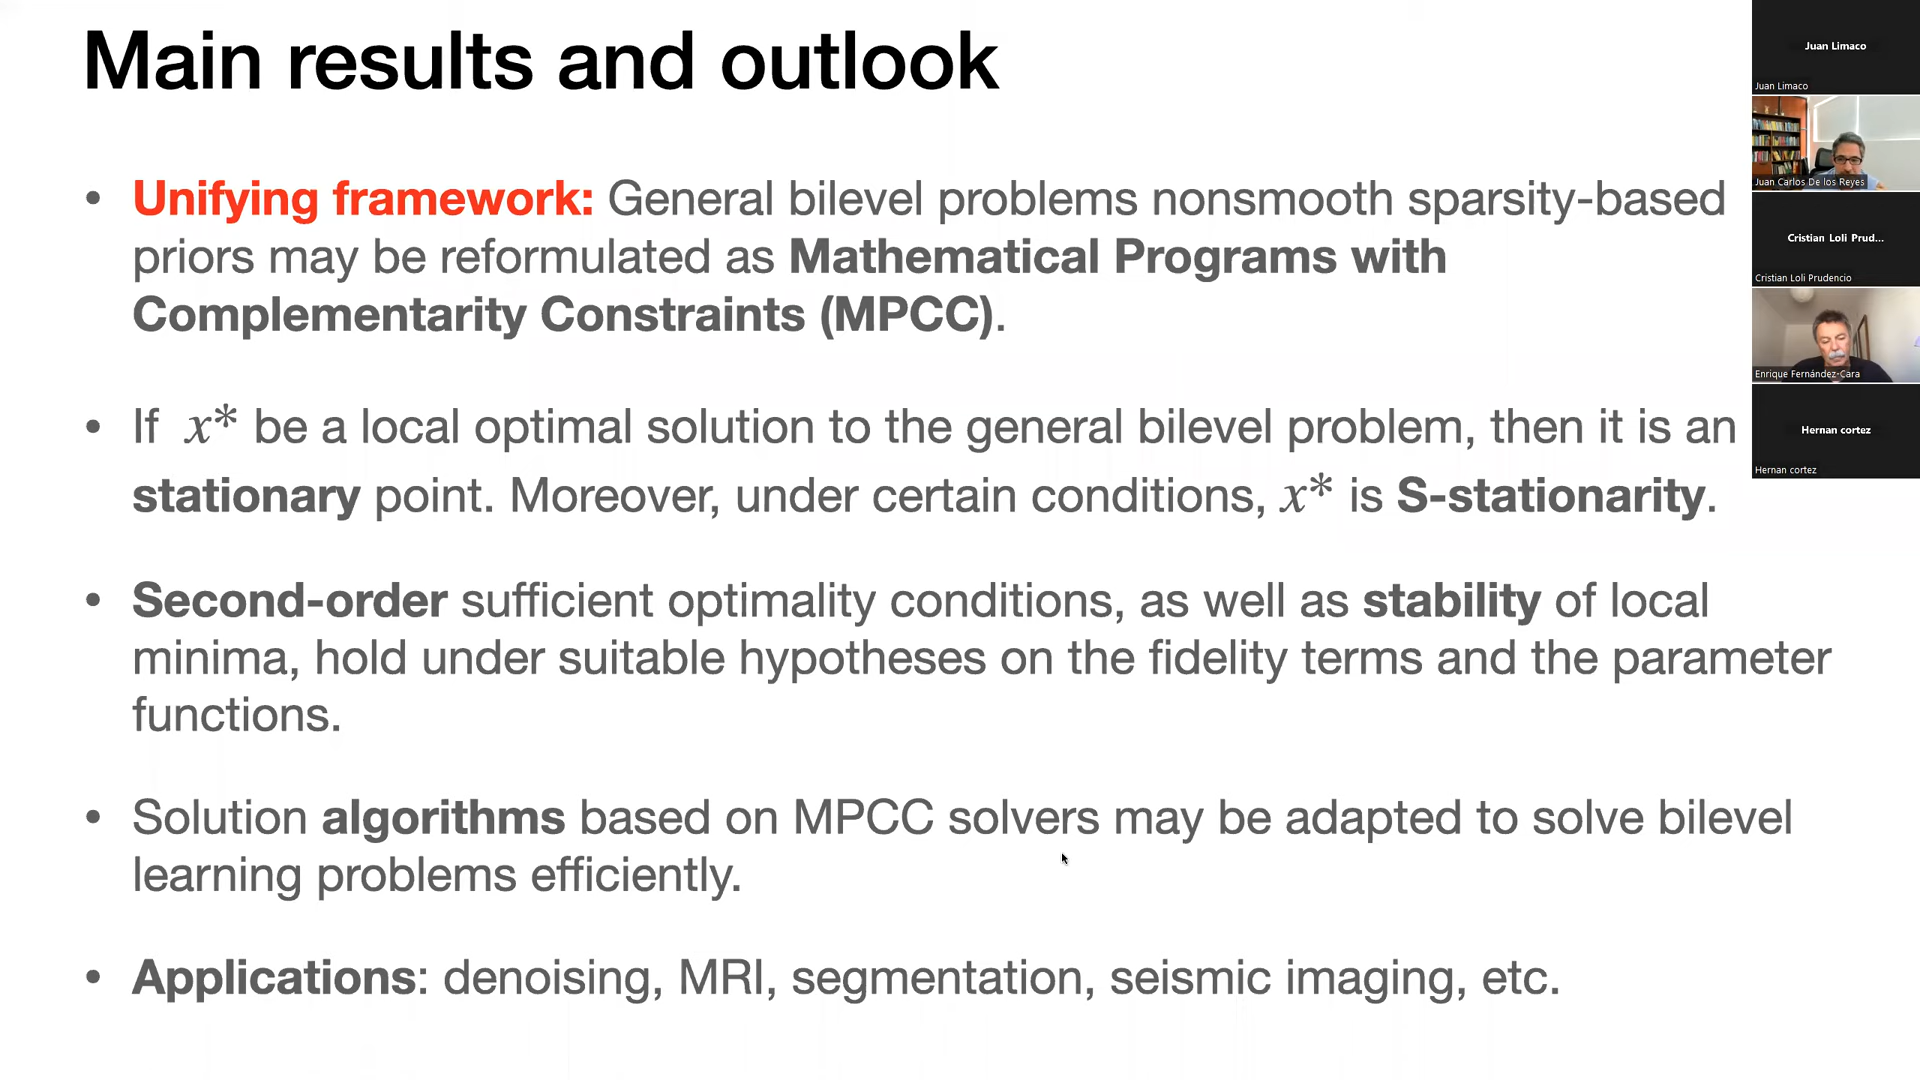 Main results and outlook
• Unifying framework: General bilevel problems nonsmooth sparsity-based
priors may be reformulated as Mathematical Programs with
Complementarity Constraints (MPCC).
• If x* be a local optimal solution to the general bilevel problem, then it is an
stationary point. Moreover, under certain conditions, x* is S-stationarity.
• Second-order sufficient optimality conditions, as well as stability of local
minima, hold under suitable hypotheses on the fidelity terms and the parameter
functions.
• Solution algorithms based on MPCC solvers may be adapted to solve bilevel
learning problems efficiently.
• Applications: denoising, MRI, segmentation, seismic imaging, etc.
Juan Limaco
Juan Limaco
Juan Carlos De los Reyes
Cristian Loli Prud...
Cristian Loli Prudencio
Enrique Fernández-Cara
Hernan cortez
Hernan cortez